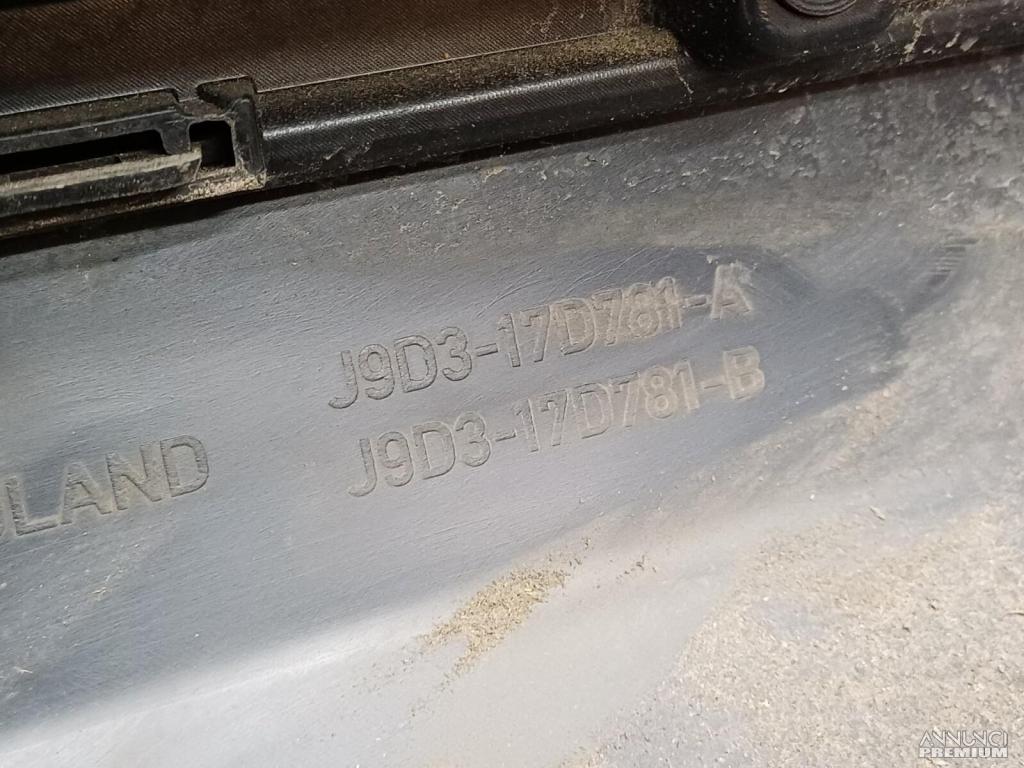 J9D3-17D781-A
J9D3-17D781-B
LAND
ANNUNCI
PREMIUM